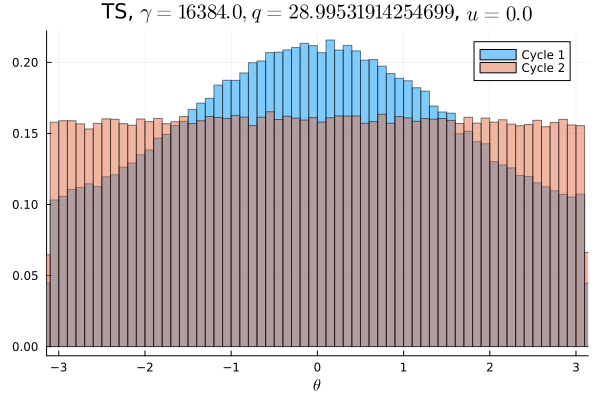 TS, γ = 16384.0, q = 28.99531914254699, u = 0.0
Cycle 1
Cycle 2
0.20
0.15
0.10
0.05
0.00
−3 −2 −1 0 1 2 3
θ